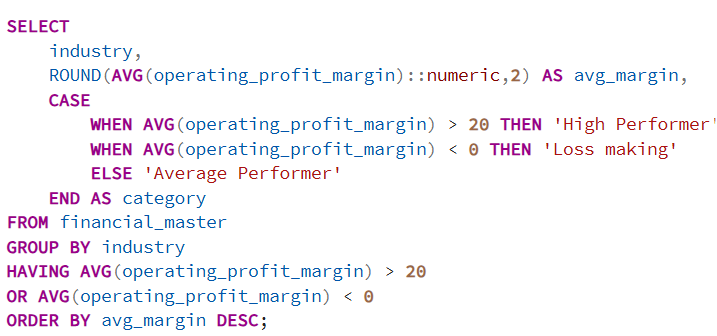 SELECT
    industry,
    ROUND(AVG(operating_profit_margin)::numeric,2) AS avg_margin,
    CASE
        WHEN AVG(operating_profit_margin) > 20 THEN 'High Performer'
        WHEN AVG(operating_profit_margin) < 0 THEN 'Loss making'
        ELSE 'Average Performer'
    END AS category
FROM financial_master
GROUP BY industry
HAVING AVG(operating_profit_margin) > 20
OR AVG(operating_profit_margin) < 0
ORDER BY avg_margin DESC;